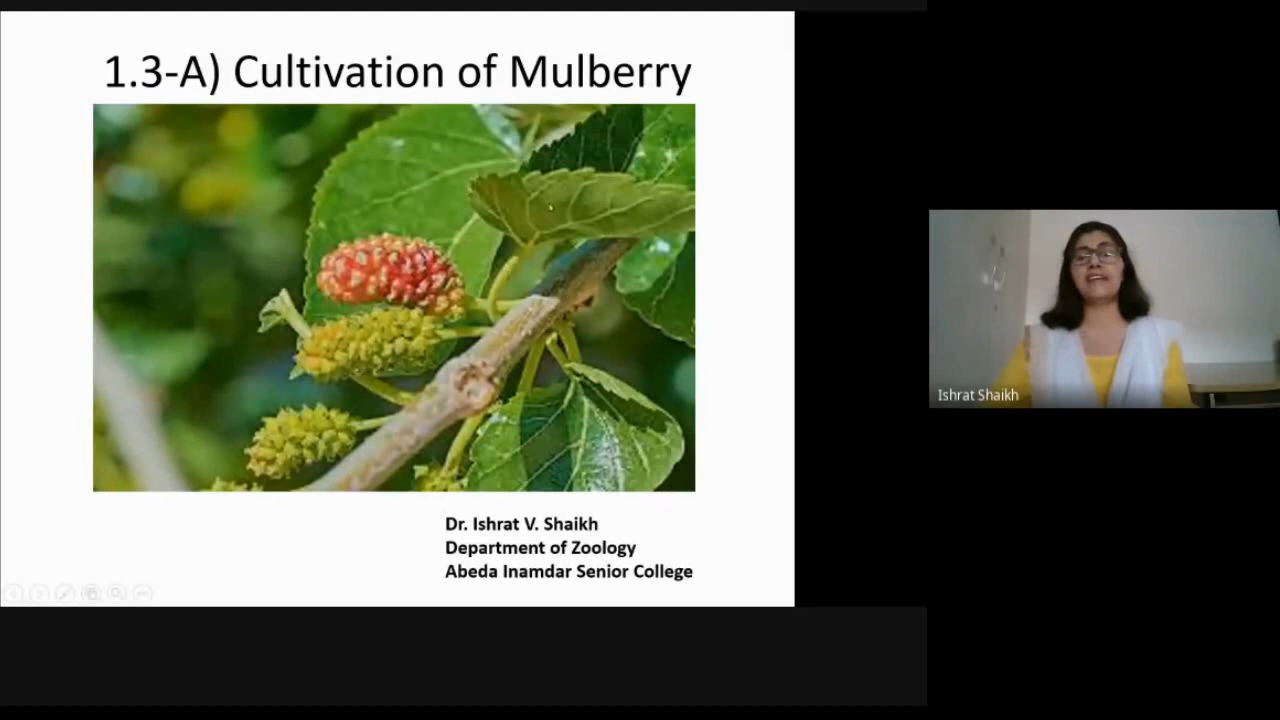 1.3-A) Cultivation of Mulberry
Dr. Ishrat V. Shaikh
Department of Zoology
Abeda Inamdar Senior College
Ishrat Shaikh